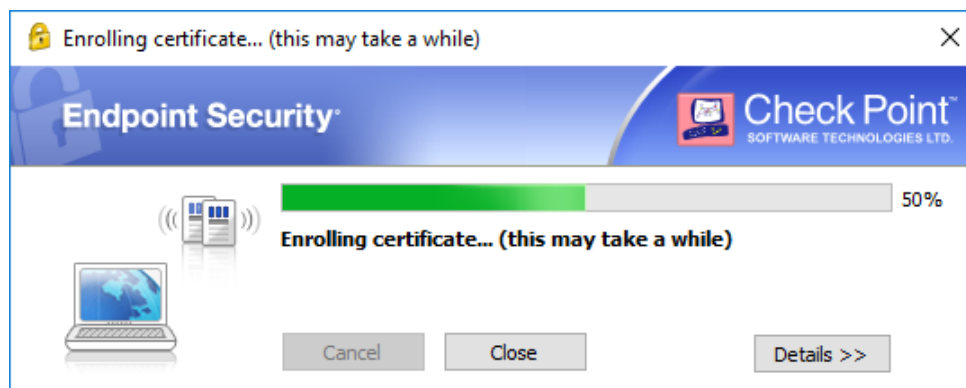 Enrolling certificate... (this may take a while)
Endpoint Security
Check Point™
SOFTWARE TECHNOLOGIES LTD.
50%
Enrolling certificate... (this may take a while)
Cancel
Close
Details >>